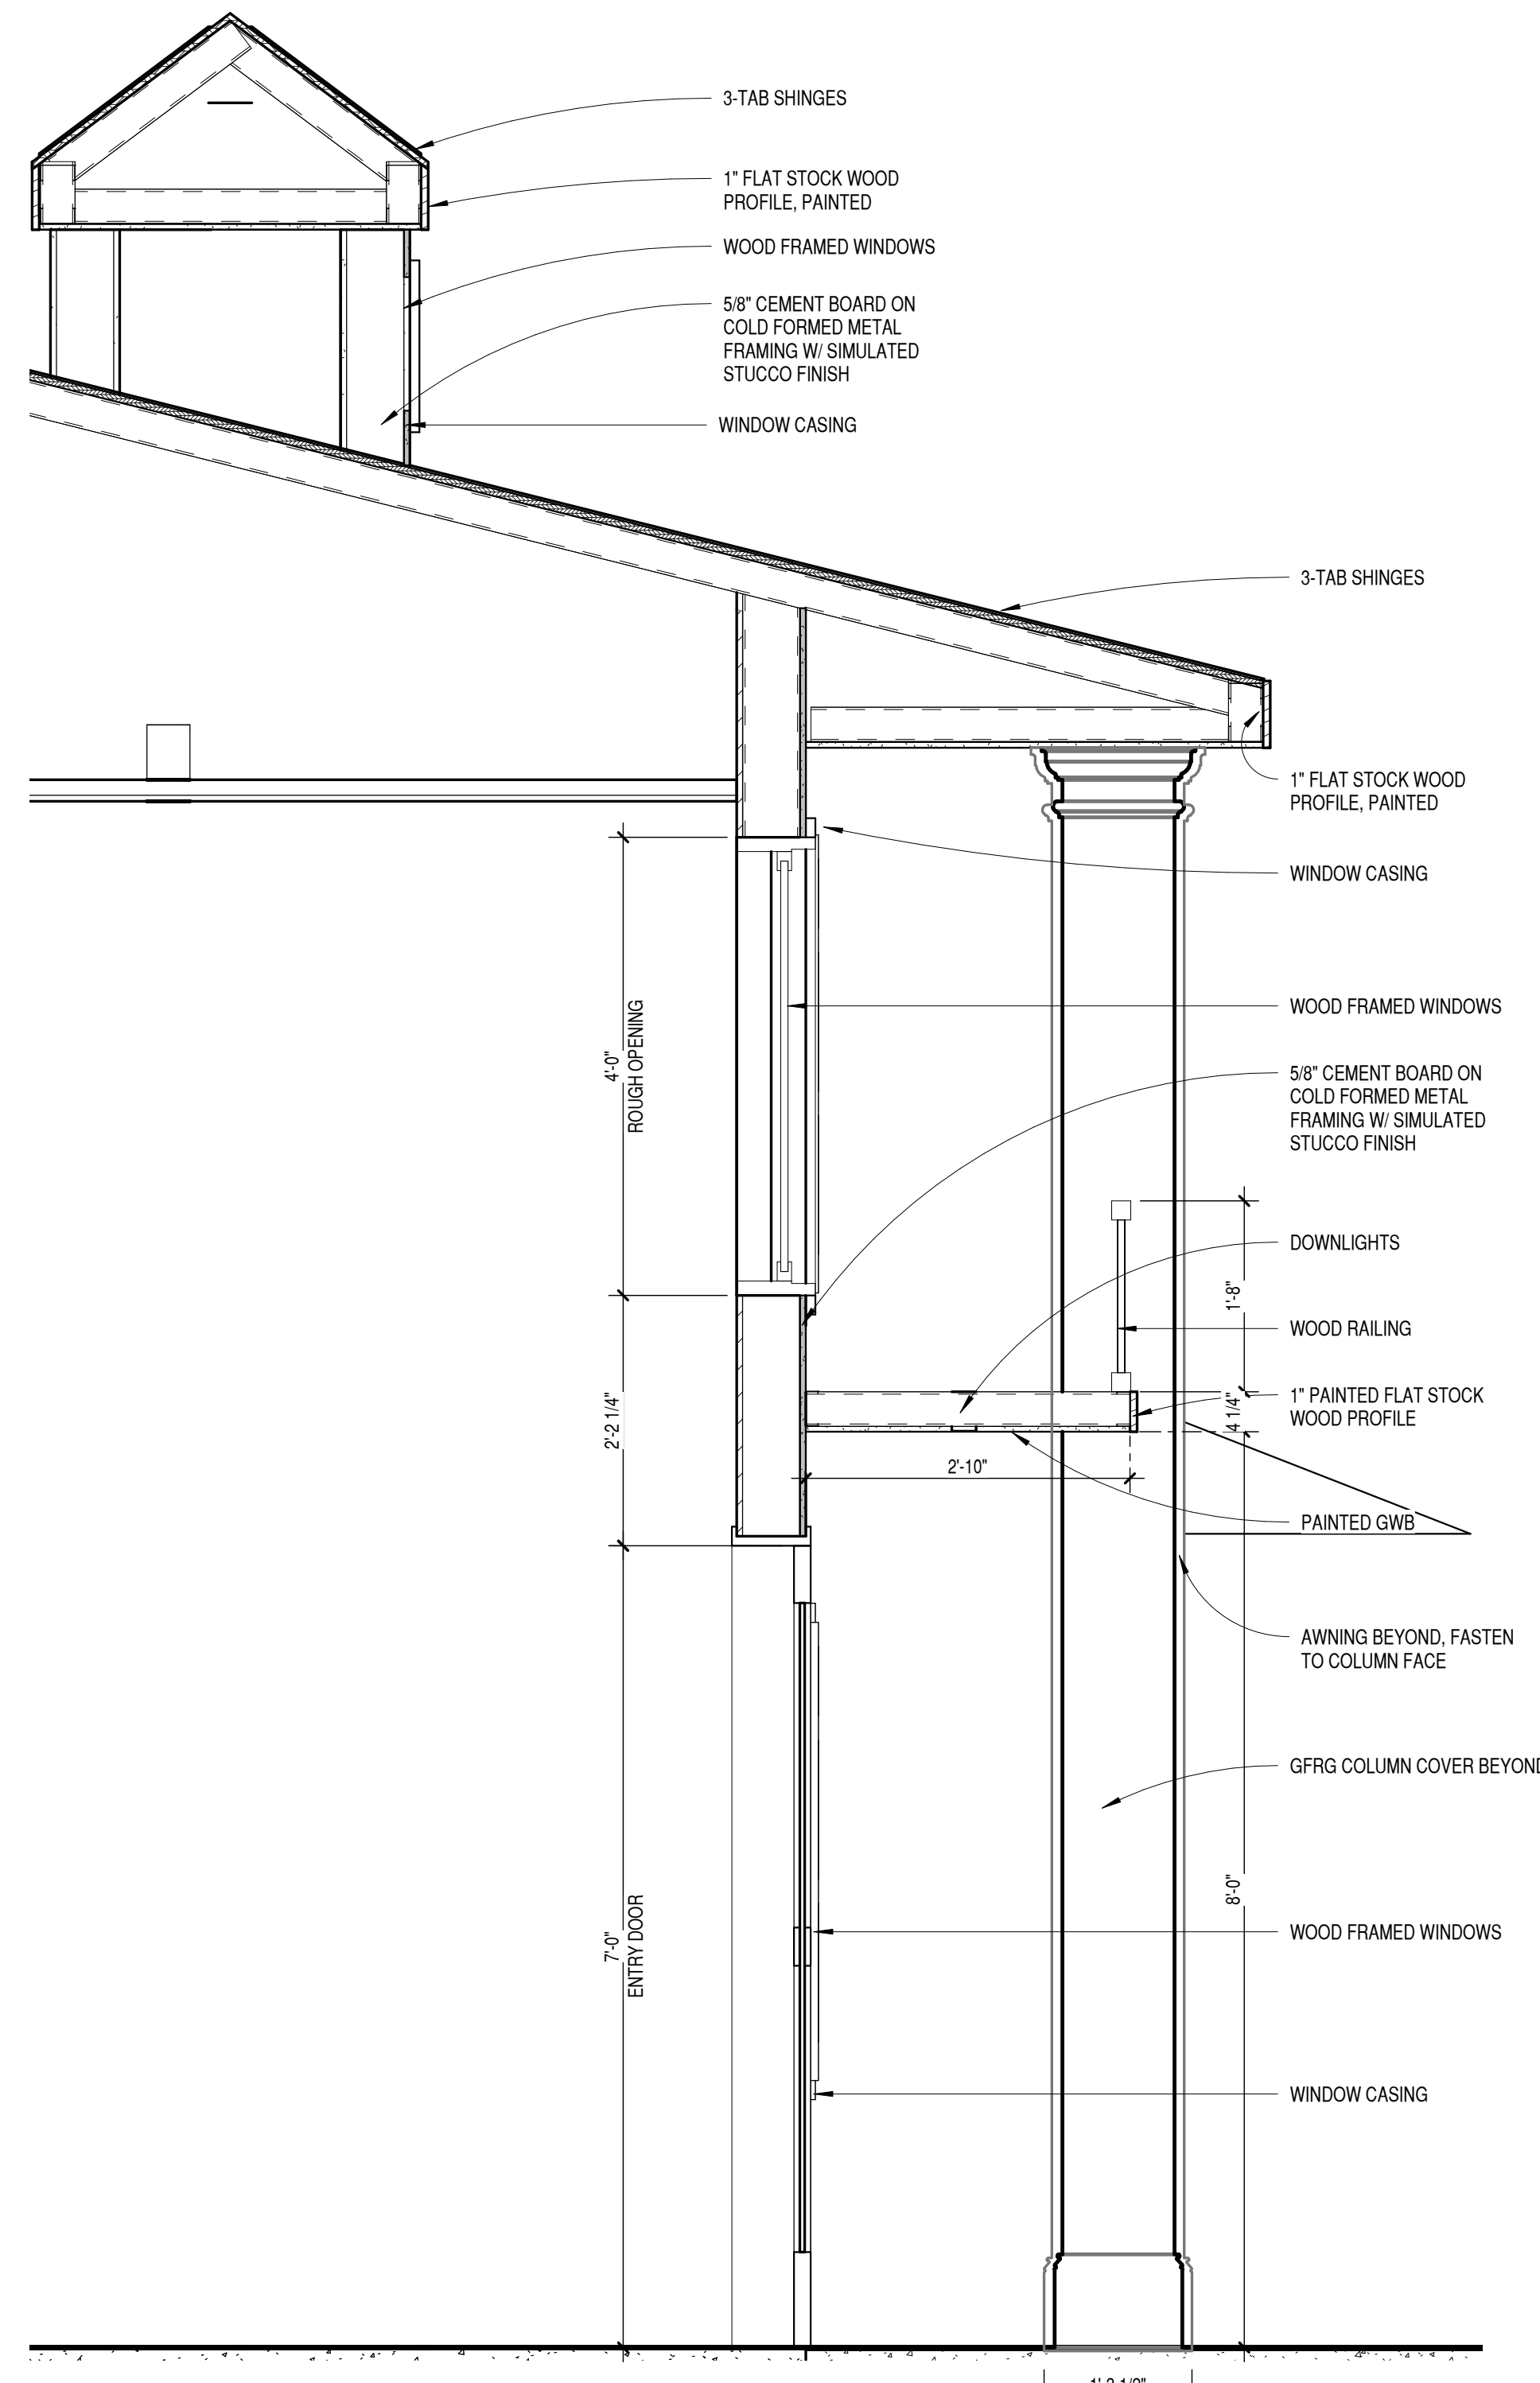 3-TAB SHINGES
1" FLAT STOCK WOOD
PROFILE, PAINTED
WOOD FRAMED WINDOWS
5/8" CEMENT BOARD ON
COLD FORMED METAL
FRAMING W/ SIMULATED
STUCCO FINISH
WINDOW CASING
3-TAB SHINGES
1" FLAT STOCK WOOD
PROFILE, PAINTED
WINDOW CASING
4'-0"
ROUGH OPENING
WOOD FRAMED WINDOWS
5/8" CEMENT BOARD ON
COLD FORMED METAL
FRAMING W/ SIMULATED
STUCCO FINISH
DOWNLIGHTS
1'-8"
WOOD RAILING
2'-2 1/4"
4 1/4"
1" PAINTED FLAT STOCK
WOOD PROFILE
2'-10"
PAINTED GWB
AWNING BEYOND, FASTEN
TO COLUMN FACE
GFRG COLUMN COVER BEYOND
8'-0"
7'-0"
ENTRY DOOR
WOOD FRAMED WINDOWS
WINDOW CASING